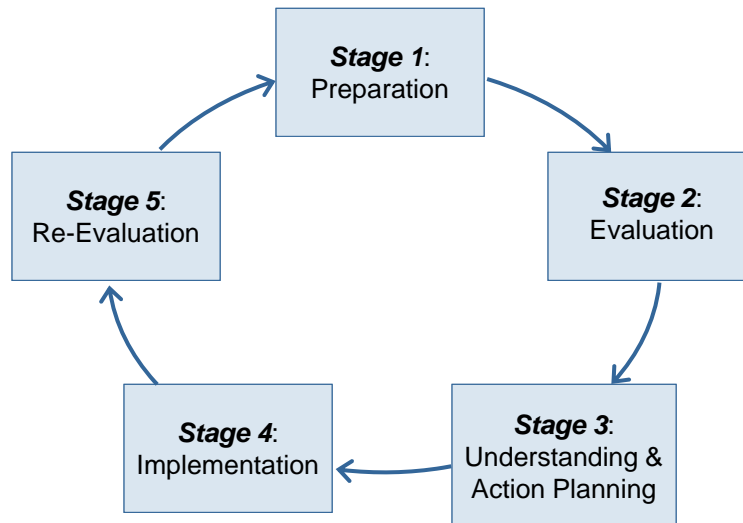 Stage 1:
Preparation
Stage 2:
Evaluation
Stage 3:
Understanding &
Action Planning
Stage 4:
Implementation
Stage 5:
Re-Evaluation